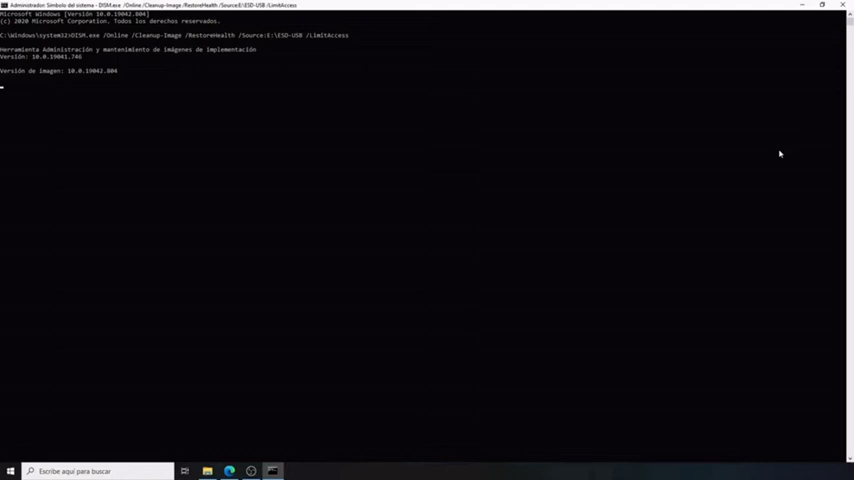 Administrador: Símbolo del sistema - DISM.exe /Online /Cleanup-Image /RestoreHealth /Source:E:\ESD-USB /LimitAccess
Microsoft Windows [Versión 10.0.19042.804]
(c) 2020 Microsoft Corporation. Todos los derechos reservados.
C:\Windows\system32>DISM.exe /Online /Cleanup-Image /RestoreHealth /Source:E:\ESD-USB /LimitAccess
Herramienta Administración y mantenimiento de imágenes de implementación
Versión: 10.0.19041.746
Versión de imagen: 10.0.19042.804
Escribe aquí para buscar